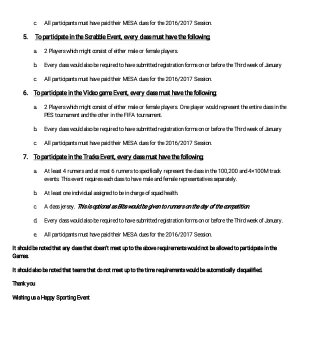 c. All participants must have paid their MESA dues for the 2016/2017 Session.
5. To participate in the Scrabble Event, every class must have the following;
a. 2 Players which might consist of either male or female players.
b. Every class would also be required to have submitted registration forms on or before the Third week of January
c. All participants must have paid their MESA dues for the 2016/2017 Session.
6. To participate in the Video game Event, every class must have the following;
a. 2 Players which might consist of either male or female players. One player would represent the entire class in the
PES tournament and the other in the FIFA tournament.
b. Every class would also be required to have submitted registration forms on or before the Third week of January
c. All participants must have paid their MESA dues for the 2016/2017 Session.
7. To participate in the Tracks Event, every class must have the following;
a. At least 4 runners and at most 6 runners to specifically represent the class in the 100,200 and 4×100M track
events. This event requires each class to have male and female representatives separately.
b. At least one individual assigned to be in charge of squad health.
c. A class jersey. This is optional as Bibs would be given to runners on the day of the competition.
d. Every class would also be required to have submitted registration forms on or before the Third week of January.
e. All participants must have paid their MESA dues for the 2016/2017 Session.
It should be noted that any class that doesn't meet up to the above requirements would not be allowed to participate in the
Games.
It should also be noted that teams that do not meet up to the time requirements would be automatically disqualified.
Thank you
Wishing us a Happy Sporting Event